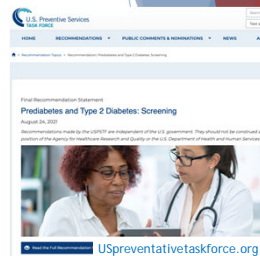 U.S. Preventive Services
TASK FORCE
HOME RECOMMENDATIONS PUBLIC COMMENTS & NOMINATIONS NEWS
Recommendation Topics Recommendation: Prediabetes and Type 2 Diabetes: Screening
Final Recommendation Statement
Prediabetes and Type 2 Diabetes: Screening
August 24, 2021
Recommendations made by the USPSTF are independent of the U.S. government. They should not be construed a
position of the Agency for Healthcare Research and Quality or the U.S. Department of Health and Human Services
Read the Full Recommendation
USpreventativetaskforce.org